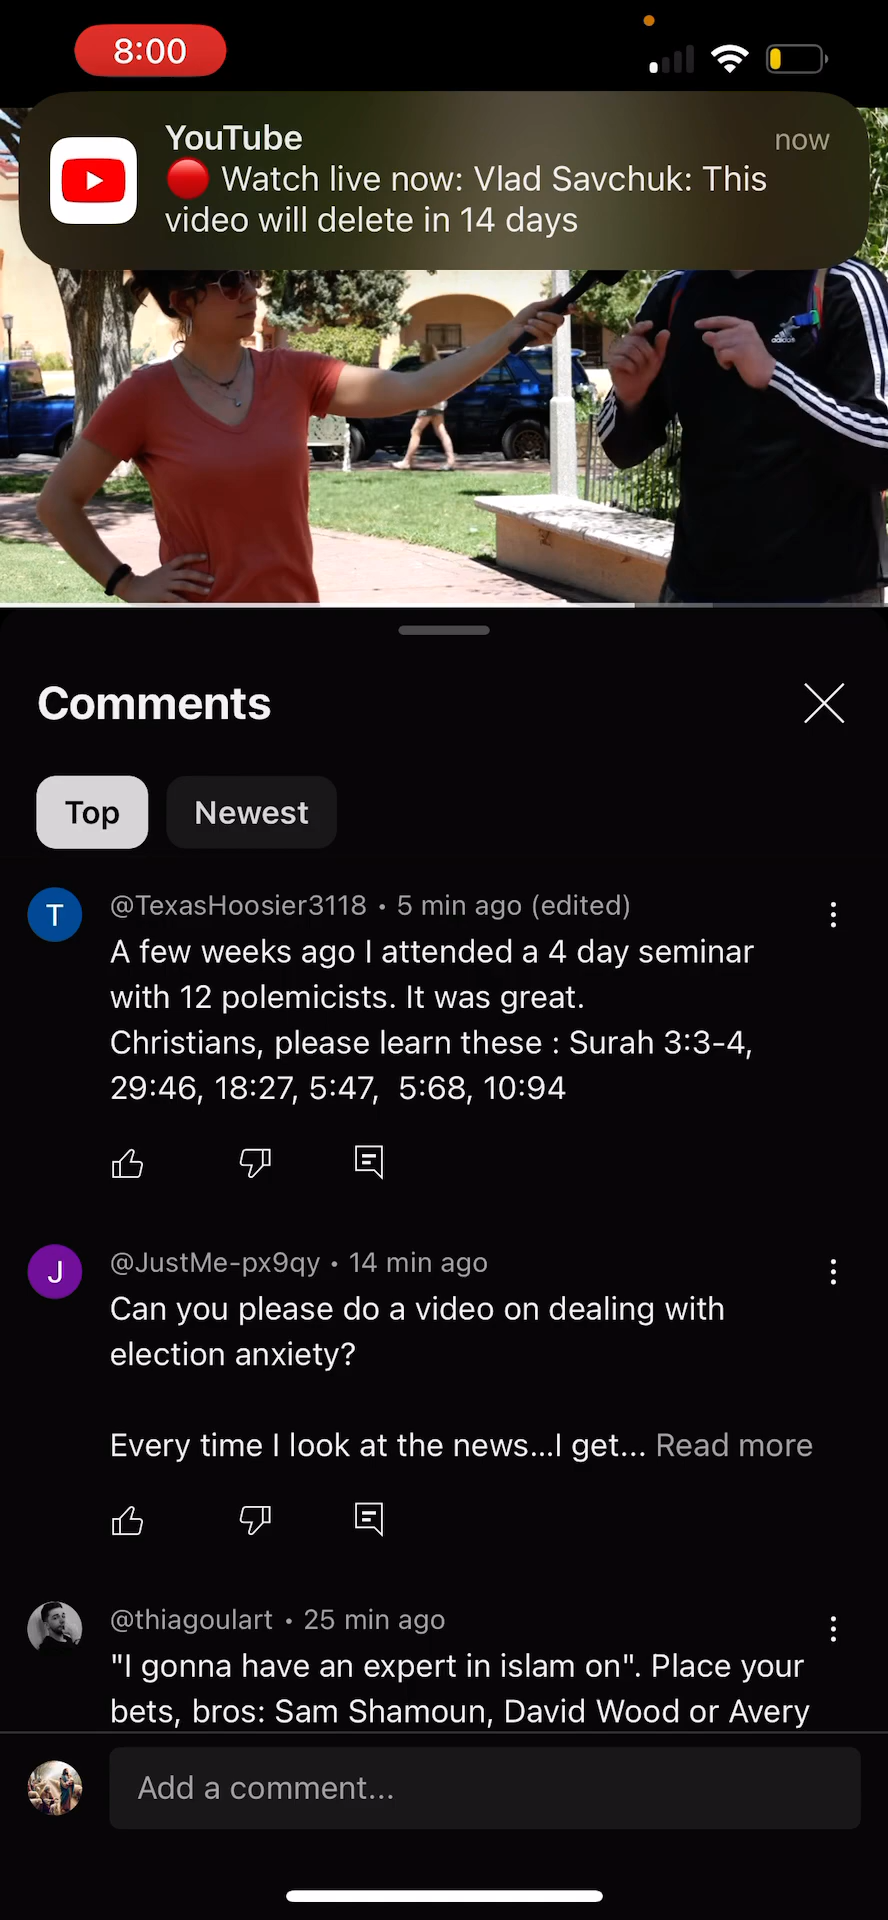 8:00
YouTube
now
🔴 Watch live now: Vlad Savchuk: This
video will delete in 14 days
adidas
Comments
Top
Newest
T
@TexasHoosier3118 • 5 min ago (edited)
A few weeks ago I attended a 4 day seminar
with 12 polemicists. It was great.
Christians, please learn these : Surah 3:3-4,
29:46, 18:27, 5:47,  5:68, 10:94
J
@JustMe-px9qy • 14 min ago
Can you please do a video on dealing with
election anxiety?
Every time I look at the news...I get... Read more
@thiagoulart • 25 min ago
"I gonna have an expert in islam on". Place your
bets, bros: Sam Shamoun, David Wood or Avery
Add a comment...